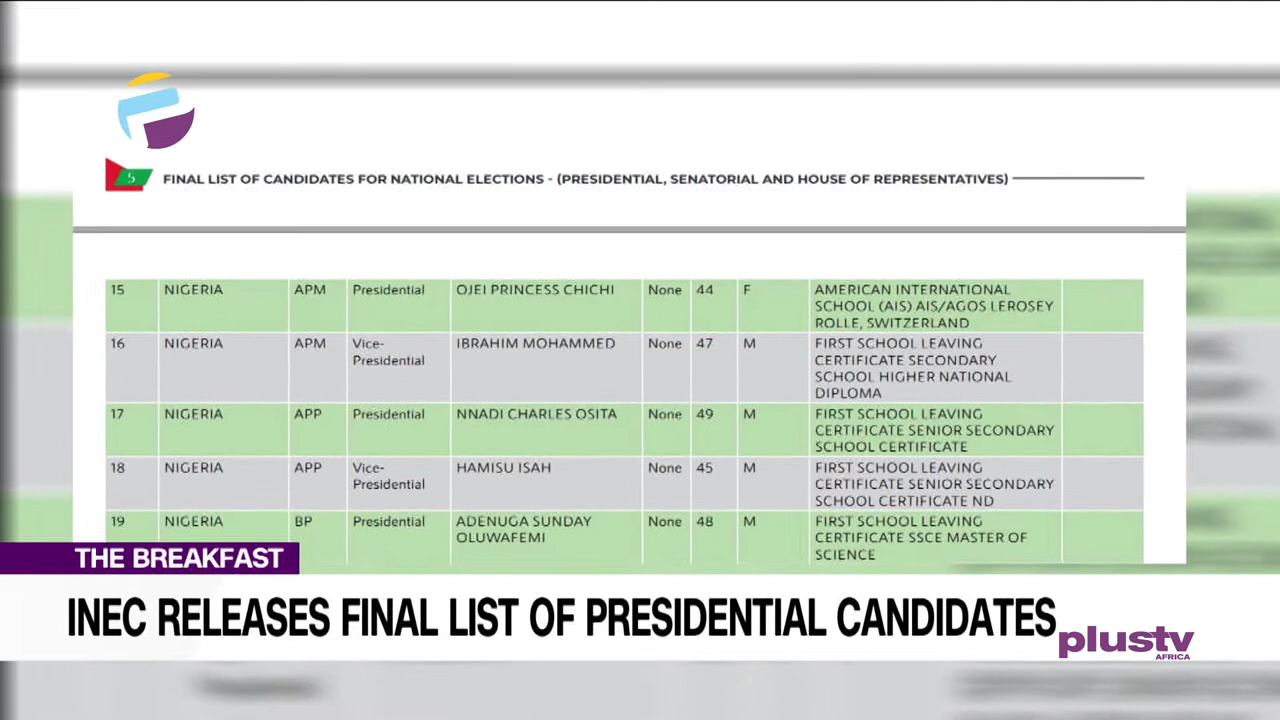 5 FINAL LIST OF CANDIDATES FOR NATIONAL ELECTIONS - (PRESIDENTIAL, SENATORIAL AND HOUSE OF REPRESENTATIVES)
15 NIGERIA APM Presidential OJEI PRINCESS CHICHI None 44 F AMERICAN INTERNATIONAL
SCHOOL (AIS) AIS/AGOS LEROSEY
ROLLE, SWITZERLAND
16 NIGERIA APM Vice- IBRAHIM MOHAMMED None 47 M FIRST SCHOOL LEAVING
Presidential CERTIFICATE SECONDARY
SCHOOL HIGHER NATIONAL
DIPLOMA
17 NIGERIA APP Presidential NNADI CHARLES OSITA None 49 M FIRST SCHOOL LEAVING
CERTIFICATE SENIOR SECONDARY
SCHOOL CERTIFICATE
18 NIGERIA APP Vice- HAMISU ISAH None 45 M FIRST SCHOOL LEAVING
Presidential CERTIFICATE SENIOR SECONDARY
SCHOOL CERTIFICATE ND
19 NIGERIA BP Presidential ADENUGA SUNDAY None 48 M FIRST SCHOOL LEAVING
OLUWAFEMI CERTIFICATE SSCE MASTER OF
SCIENCE
THE BREAKFAST
INEC RELEASES FINAL LIST OF PRESIDENTIAL CANDIDATES
plustv
AFRICA